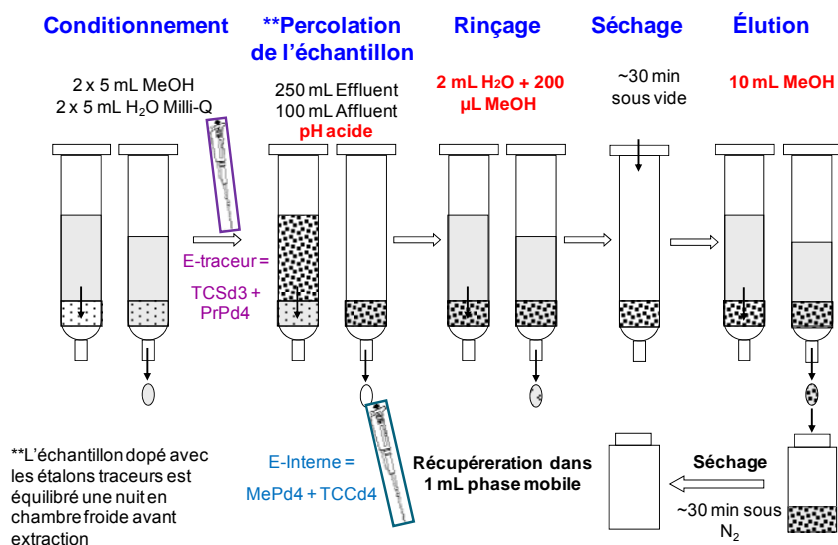 Conditionnement
2 x 5 mL MeOH
2 x 5 mL H₂O Milli-Q
**Percolation
de l'échantillon
250 mL Effluent
100 mL Affluent
pH acide
Rinçage
2 mL H₂O + 200
µL MeOH
Séchage
~30 min
sous vide
Élution
10 mL MeOH
E-traceur =
TCSd3 +
PrPd4
**L'échantillon dopé avec
les étalons traceurs est
équilibré une nuit en
chambre froide avant
extraction
E-Interne =
MePd4 + TCCd4
Récupéreration dans
1 mL phase mobile
Séchage
~30 min sous
N₂